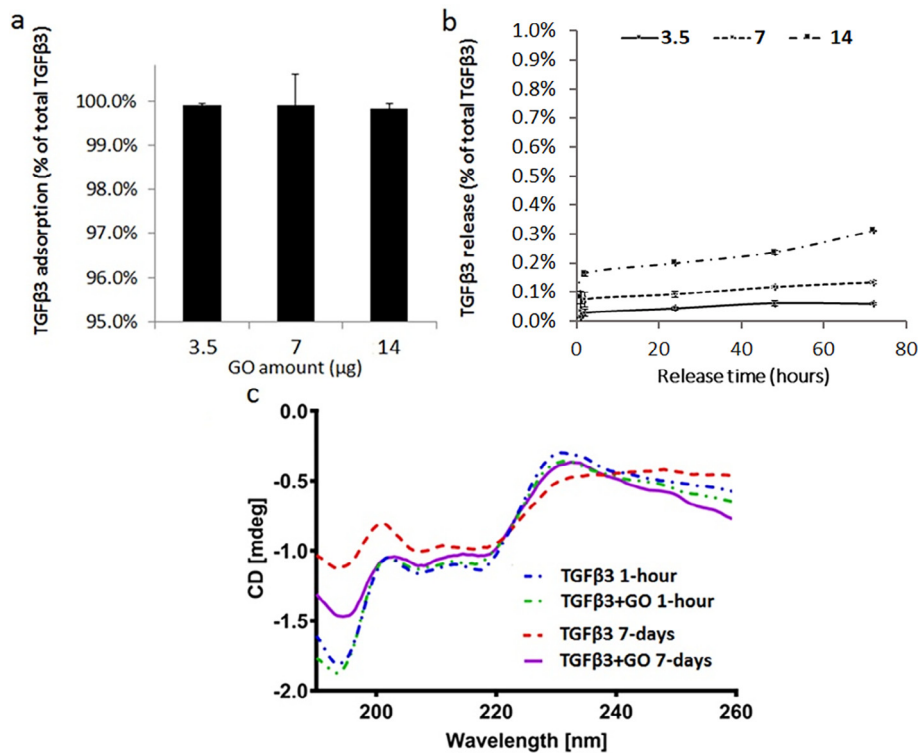 a
TGFβ3 adsorption (% of total TGFβ3)
100.0%
99.0%
98.0%
97.0%
96.0%
95.0%
3.5 7 14
GO amount (µg)
b
TGFβ3 release (% of total TGFβ3)
1.0%
0.9%
0.8%
0.7%
0.6%
0.5%
0.4%
0.3%
0.2%
0.1%
0.0%
3.5 7 14
0 20 40 60 80
Release time (hours)
c
CD [mdeg]
0.0
-0.5
-1.0
-1.5
-2.0
TGFβ3 1-hour
TGFβ3+GO 1-hour
TGFβ3 7-days
TGFβ3+GO 7-days
200 220 240 260
Wavelength [nm]